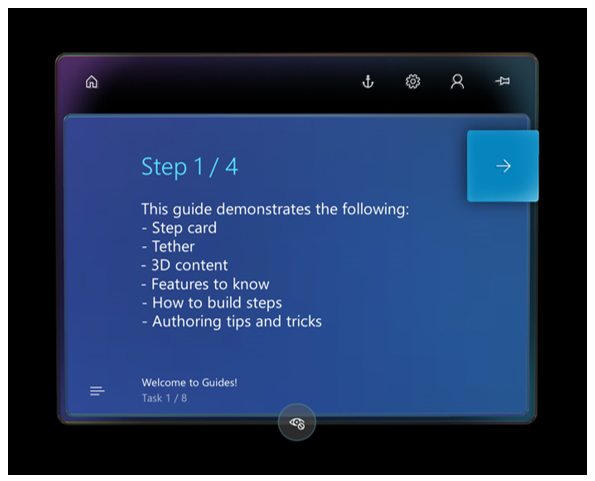 Step 1 / 4
This guide demonstrates the following:
- Step card
- Tether
- 3D content
- Features to know
- How to build steps
- Authoring tips and tricks
Welcome to Guides!
Task 1 / 8